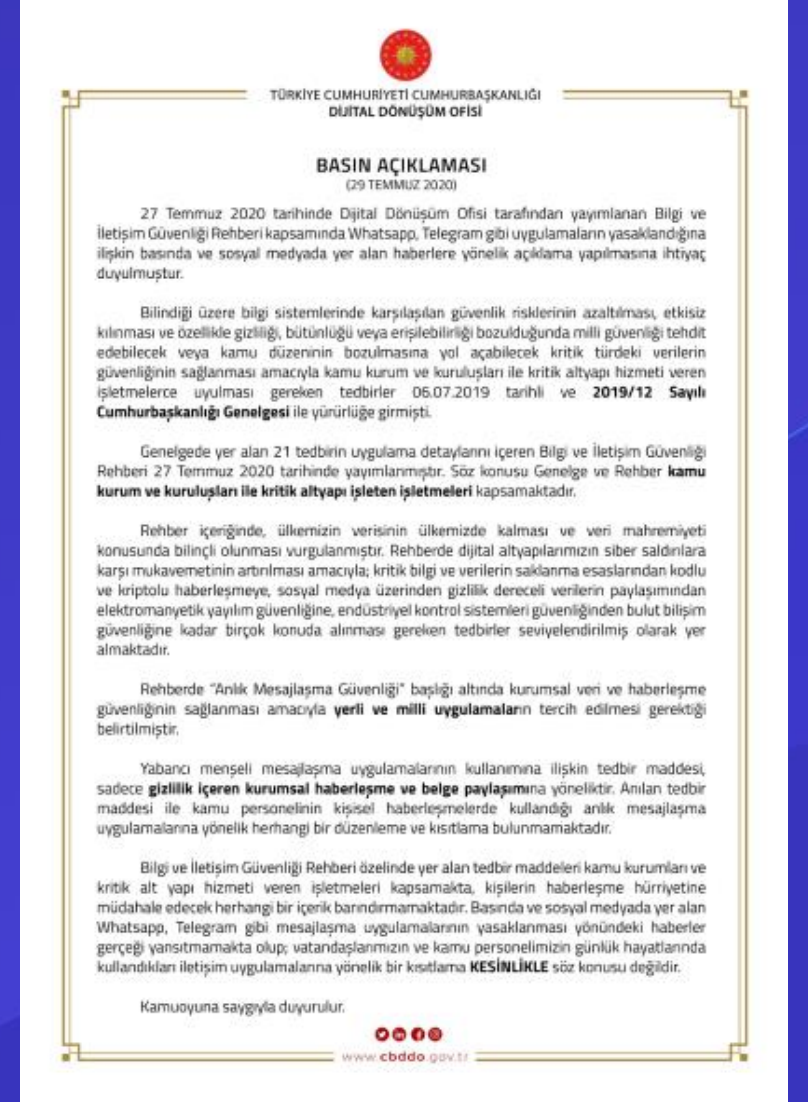 TÜRKİYE CUMHURİYETİ CUMHURBAŞKANLIĞI
DİJİTAL DÖNÜŞÜM OFİSİ
BASIN AÇIKLAMASI
(29 TEMMUZ 2020)
27 Temmuz 2020 tarihinde Dijital Dönüşüm Ofisi tarafından yayımlanan Bilgi ve
İletişim Güvenliği Rehberi kapsamında Whatsapp, Telegram gibi uygulamaların yasaklandığına
ilişkin basında ve sosyal medyada yer alan haberlere yönelik açıklama yapılmasına ihtiyaç
duyulmuştur.
Bilindiği üzere bilgi sistemlerinde karşılaşılan güvenlik risklerinin azaltılması, etkisiz
kılınması ve özellikle gizliliği, bütünlüğü veya erişilebilirliği bozulduğunda milli güvenliği tehdit
edebilecek veya kamu düzeninin bozulmasına yol açabilecek kritik türdeki verilerin
güvenliğinin sağlanması amacıyla kamu kurum ve kuruluşları ile kritik altyapı hizmeti veren
işletmelerce uyulması gereken tedbirler 06.07.2019 tarihli ve 2019/12 Sayılı
Cumhurbaşkanlığı Genelgesi ile yürürlüğe girmişti.
Genelgede yer alan 21 tedbirin uygulama detaylarını içeren Bilgi ve İletişim Güvenliği
Rehberi 27 Temmuz 2020 tarihinde yayımlanmıştır. Söz konusu Genelge ve Rehber kamu
kurum ve kuruluşları ile kritik altyapı işleten işletmeleri kapsamaktadır.
Rehber içeriğinde, ülkemizin verisinin ülkemizde kalması ve veri mahremiyeti
konusunda bilinçli olunması vurgulanmıştır. Rehberde dijital altyapılarımızın siber saldırılara
karşı mukavemetinin artırılması amacıyla; kritik bilgi ve verilerin saklanma esaslarından kodlu
ve kriptolu haberleşmeye, sosyal medya üzerinden gizlilik dereceli verilerin paylaşımından
elektromanyetik yayılım güvenliğine, endüstriyel kontrol sistemleri güvenliğinden bulut bilişim
güvenliğine kadar birçok konuda alınması gereken tedbirler seviyelendirilmiş olarak yer
almaktadır.
Rehberde "Anlık Mesajlaşma Güvenliği" başlığı altında kurumsal veri ve haberleşme
güvenliğinin sağlanması amacıyla yerli ve milli uygulamaların tercih edilmesi gerektiği
belirtilmiştir.
Yabancı menşeli mesajlaşma uygulamalarının kullanımına ilişkin tedbir maddesi,
sadece gizlilik içeren kurumsal haberleşme ve belge paylaşımına yöneliktir. Anılan tedbir
maddesi ile kamu personelinin kişisel haberleşmelerde kullandığı anlık mesajlaşma
uygulamalarına yönelik herhangi bir düzenleme ve kısıtlama bulunmamaktadır.
Bilgi ve İletişim Güvenliği Rehberi özelinde yer alan tedbir maddeleri kamu kurumları ve
kritik alt yapı hizmeti veren işletmeleri kapsamakta, kişilerin haberleşme hürriyetine
müdahale edecek herhangi bir içerik barındırmamaktadır. Basında ve sosyal medyada yer alan
Whatsapp, Telegram gibi mesajlaşma uygulamalarının yasaklanması yönündeki haberler
gerçeği yansıtmamakta olup; vatandaşlarımızın ve kamu personelimizin günlük hayatlarında
kullandıkları iletişim uygulamalarına yönelik bir kısıtlama KESİNLİKLE söz konusu değildir.
Kamuoyuna saygıyla duyurulur.
www.cbddo.gov.tr